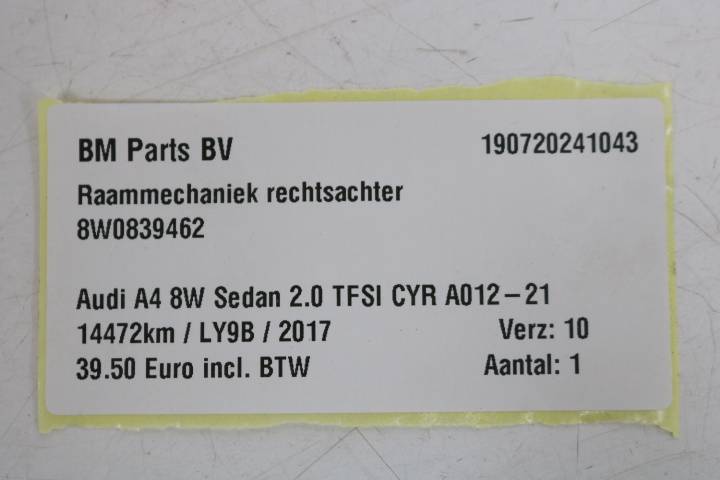 BM Parts BV 190720241043
Raammechaniek rechtsachter
8W0839462
Audi A4 8W Sedan 2.0 TFSI CYR A012-21
14472km / LY9B / 2017 Verz: 10
39.50 Euro incl. BTW Aantal: 1